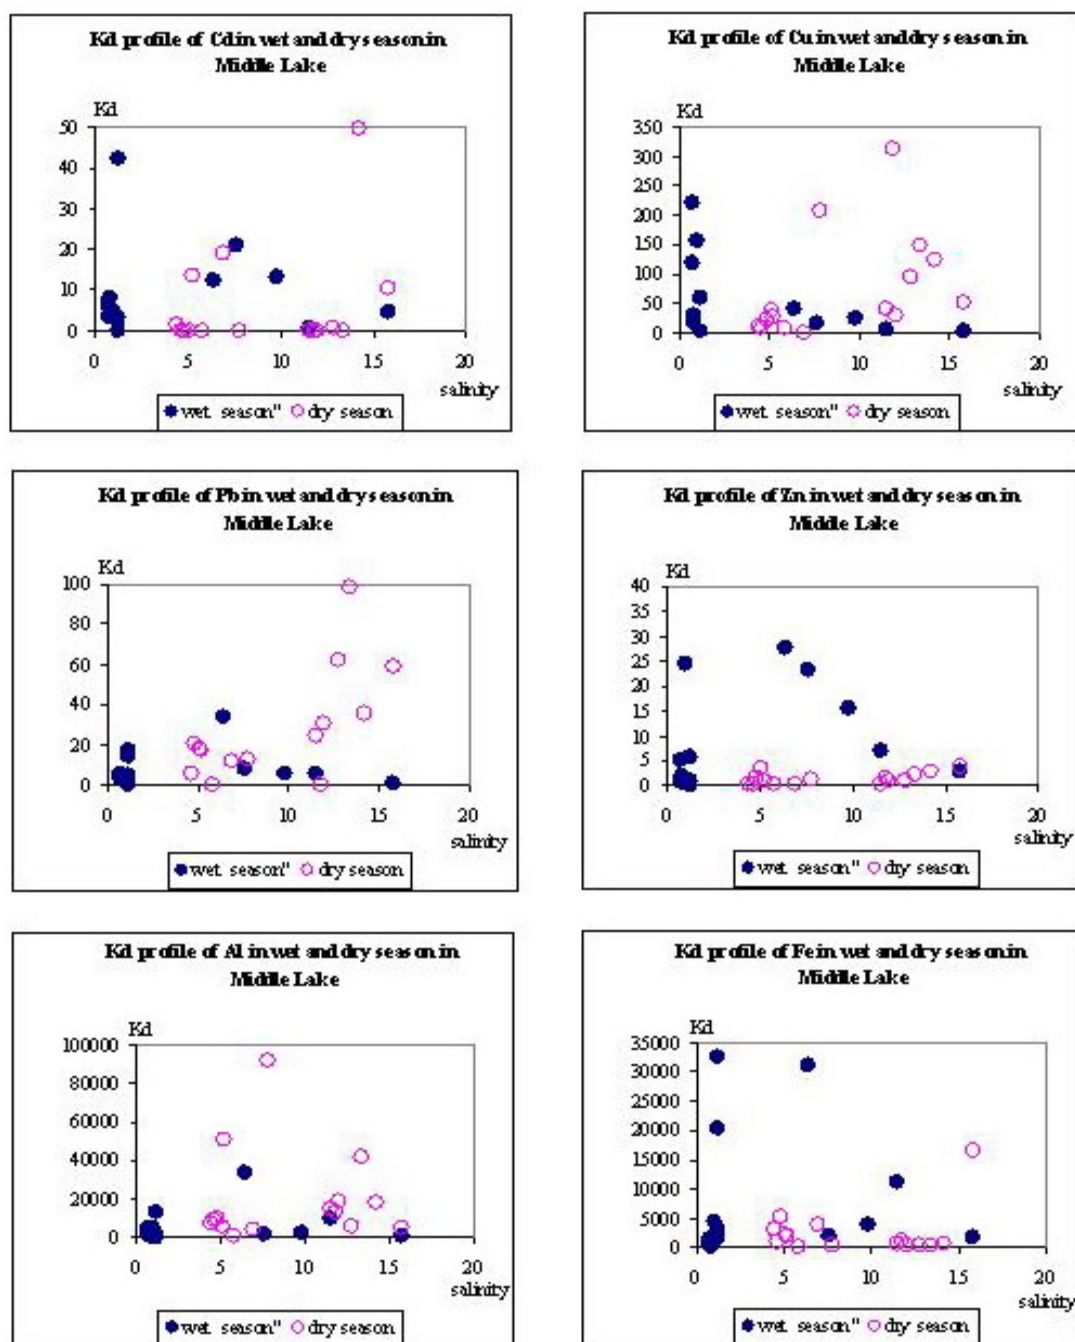 Kd profile of Cd in wet and dry season in
Middle Lake
Kd
50
40
30
20
10
0
0 5 10 15 20
salinity
wet season" dry season
Kd profile of Cu in wet and dry season in
Middle Lake
Kd
350
300
250
200
150
100
50
0
0 5 10 15 20
salinity
wet season" dry season
Kd profile of Pb in wet and dry season in
Middle Lake
Kd
100
80
60
40
20
0
0 5 10 15 20
salinity
wet season" dry season
Kd profile of Zn in wet and dry season in
Middle Lake
Kd
40
35
30
25
20
15
10
5
0
0 5 10 15 20
salinity
wet season" dry season
Kd profile of Al in wet and dry season in
Middle Lake
Kd
100000
80000
60000
40000
20000
0
0 5 10 15 20
salinity
wet season" dry season
Kd profile of Fe in wet and dry season in
Middle Lake
Kd
35000
30000
25000
20000
15000
10000
5000
0
0 5 10 15 20
salinity
wet season" dry season